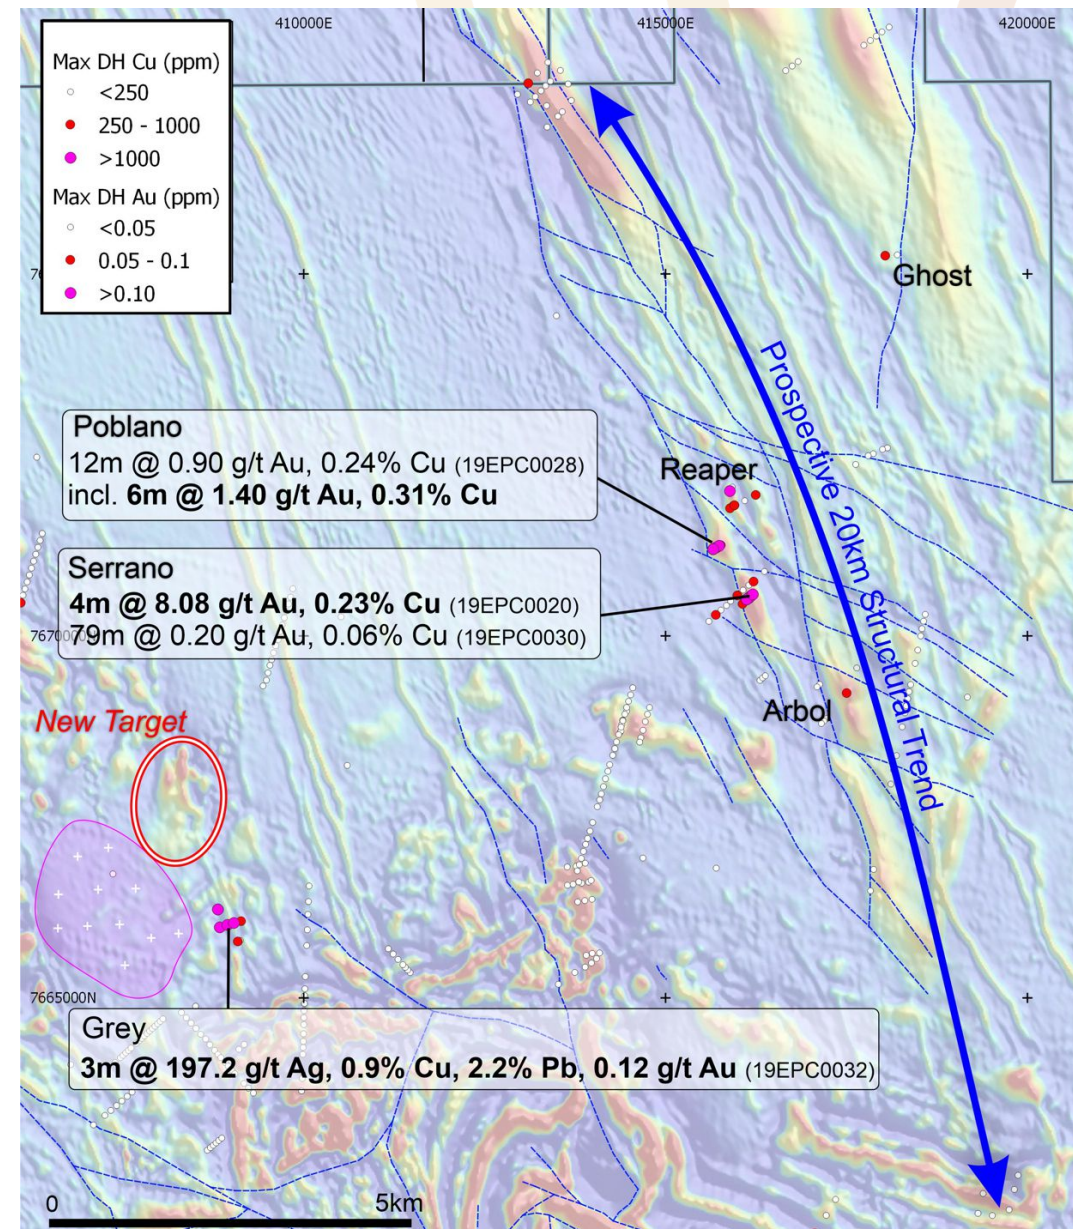 410000E
415000E
420000E
Max DH Cu (ppm)
<250
250 - 1000
>1000
Max DH Au (ppm)
<0.05
0.05 - 0.1
>0.10
Ghost
Prospective 20km Structural Trend
Poblano
12m @ 0.90 g/t Au, 0.24% Cu (19EPC0028)
incl. 6m @ 1.40 g/t Au, 0.31% Cu
Reaper
Serrano
4m @ 8.08 g/t Au, 0.23% Cu (19EPC0020)
79m @ 0.20 g/t Au, 0.06% Cu (19EPC0030)
7670000N
Arbol
New Target
7665000N
Grey
3m @ 197.2 g/t Ag, 0.9% Cu, 2.2% Pb, 0.12 g/t Au (19EPC0032)
0
5km